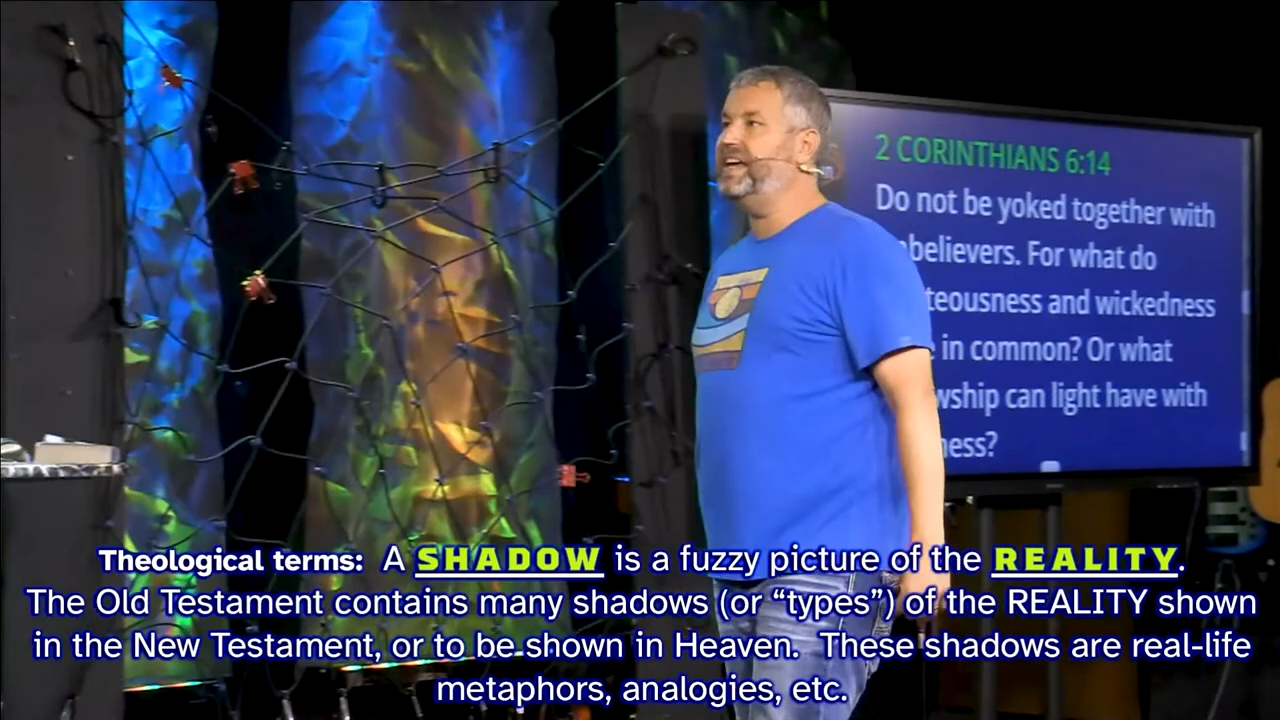 2 CORINTHIANS 6:14
Do not be yoked together with
believers. For what do
teousness and wickedness
in common? Or what
wship can light have with
ness?
Theological terms: A SHADOW is a fuzzy picture of the REALITY.
The Old Testament contains many shadows (or “types”) of the REALITY shown
in the New Testament, or to be shown in Heaven. These shadows are real-life
metaphors, analogies, etc.